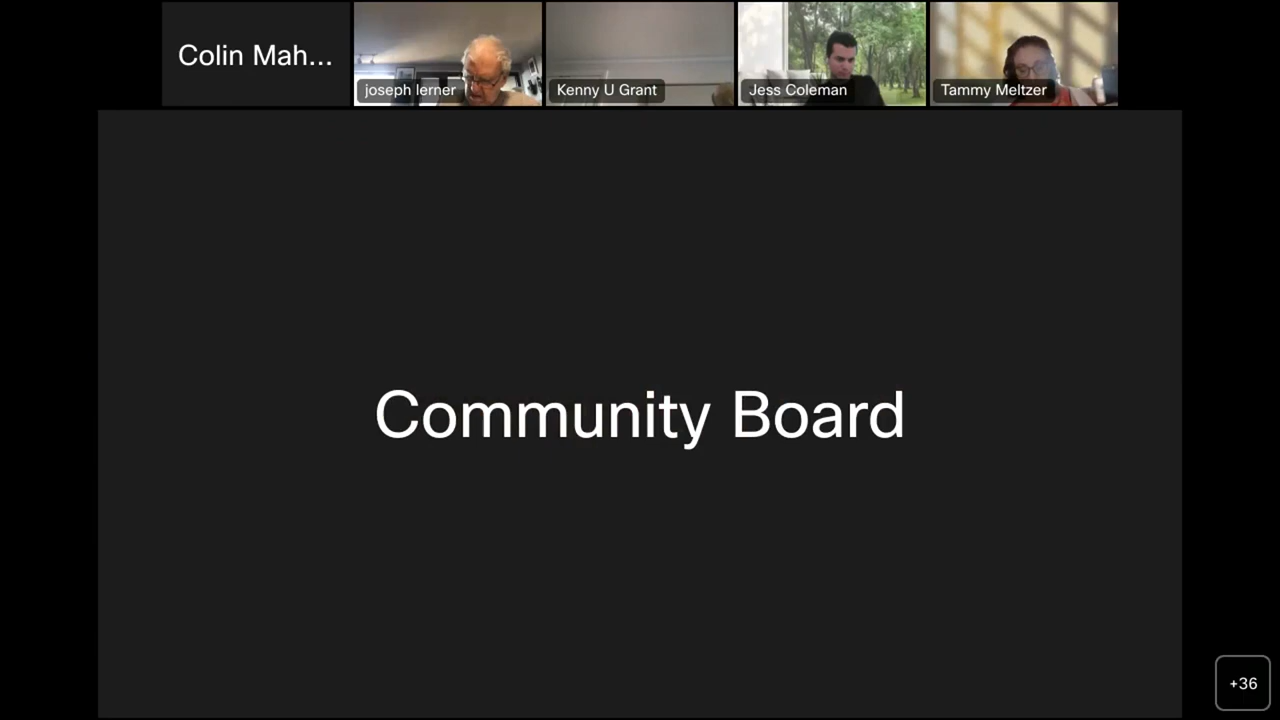 Colin Mah...
joseph lerner
Kenny U Grant
Jess Coleman
Tammy Meltzer
Community Board
+36